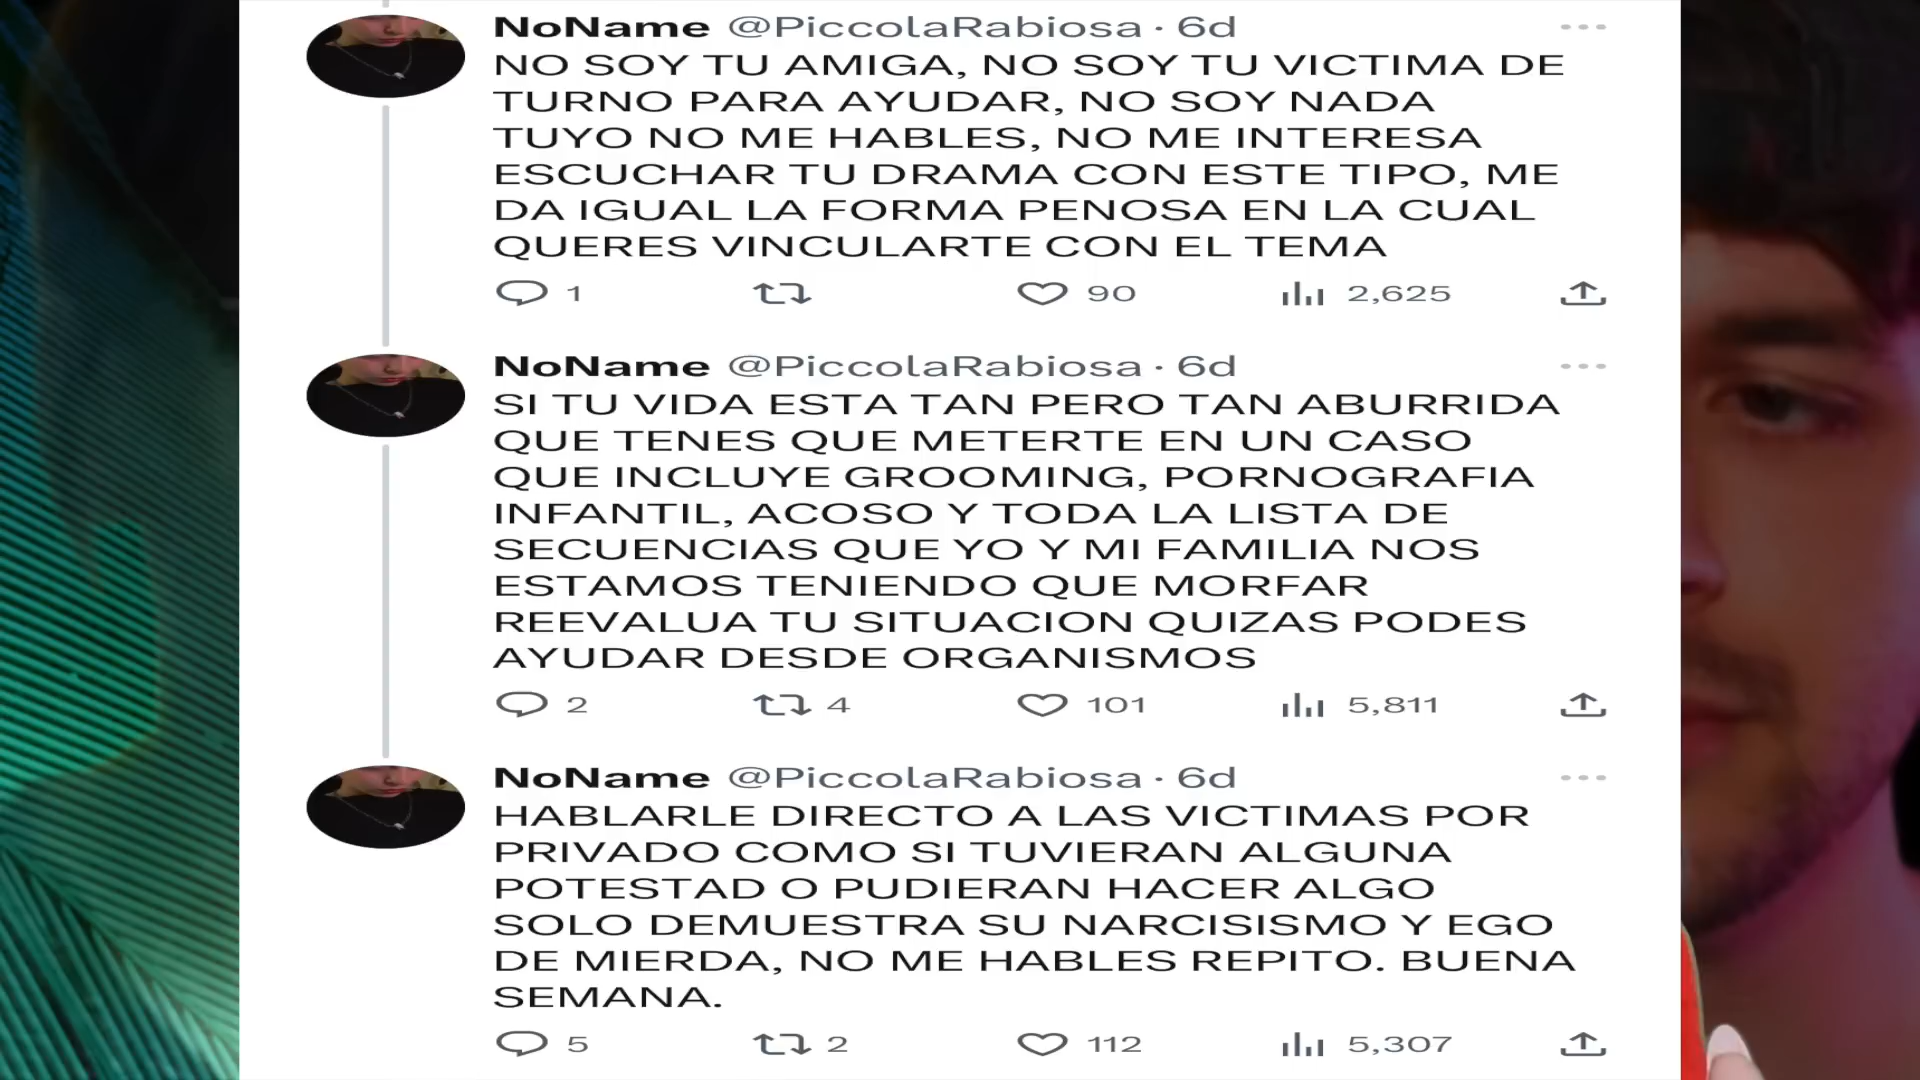 NoName @PiccolaRabiosa · 6d
NO SOY TU AMIGA, NO SOY TU VICTIMA DE
TURNO PARA AYUDAR, NO SOY NADA
TUYO NO ME HABLES, NO ME INTERESA
ESCUCHAR TU DRAMA CON ESTE TIPO, ME
DA IGUAL LA FORMA PENOSA EN LA CUAL
QUERES VINCULARTE CON EL TEMA
1 90 2,625
NoName @PiccolaRabiosa · 6d
SI TU VIDA ESTA TAN PERO TAN ABURRIDA
QUE TENES QUE METERTE EN UN CASO
QUE INCLUYE GROOMING, PORNOGRAFIA
INFANTIL, ACOSO Y TODA LA LISTA DE
SECUENCIAS QUE YO Y MI FAMILIA NOS
ESTAMOS TENIENDO QUE MORFAR
REEVALUA TU SITUACION QUIZAS PODES
AYUDAR DESDE ORGANISMOS
2 4 101 5,811
NoName @PiccolaRabiosa · 6d
HABLARLE DIRECTO A LAS VICTIMAS POR
PRIVADO COMO SI TUVIERAN ALGUNA
POTESTAD O PUDIERAN HACER ALGO
SOLO DEMUESTRA SU NARCISISMO Y EGO
DE MIERDA, NO ME HABLES REPITO. BUENA
SEMANA.
5 2 112 5,307